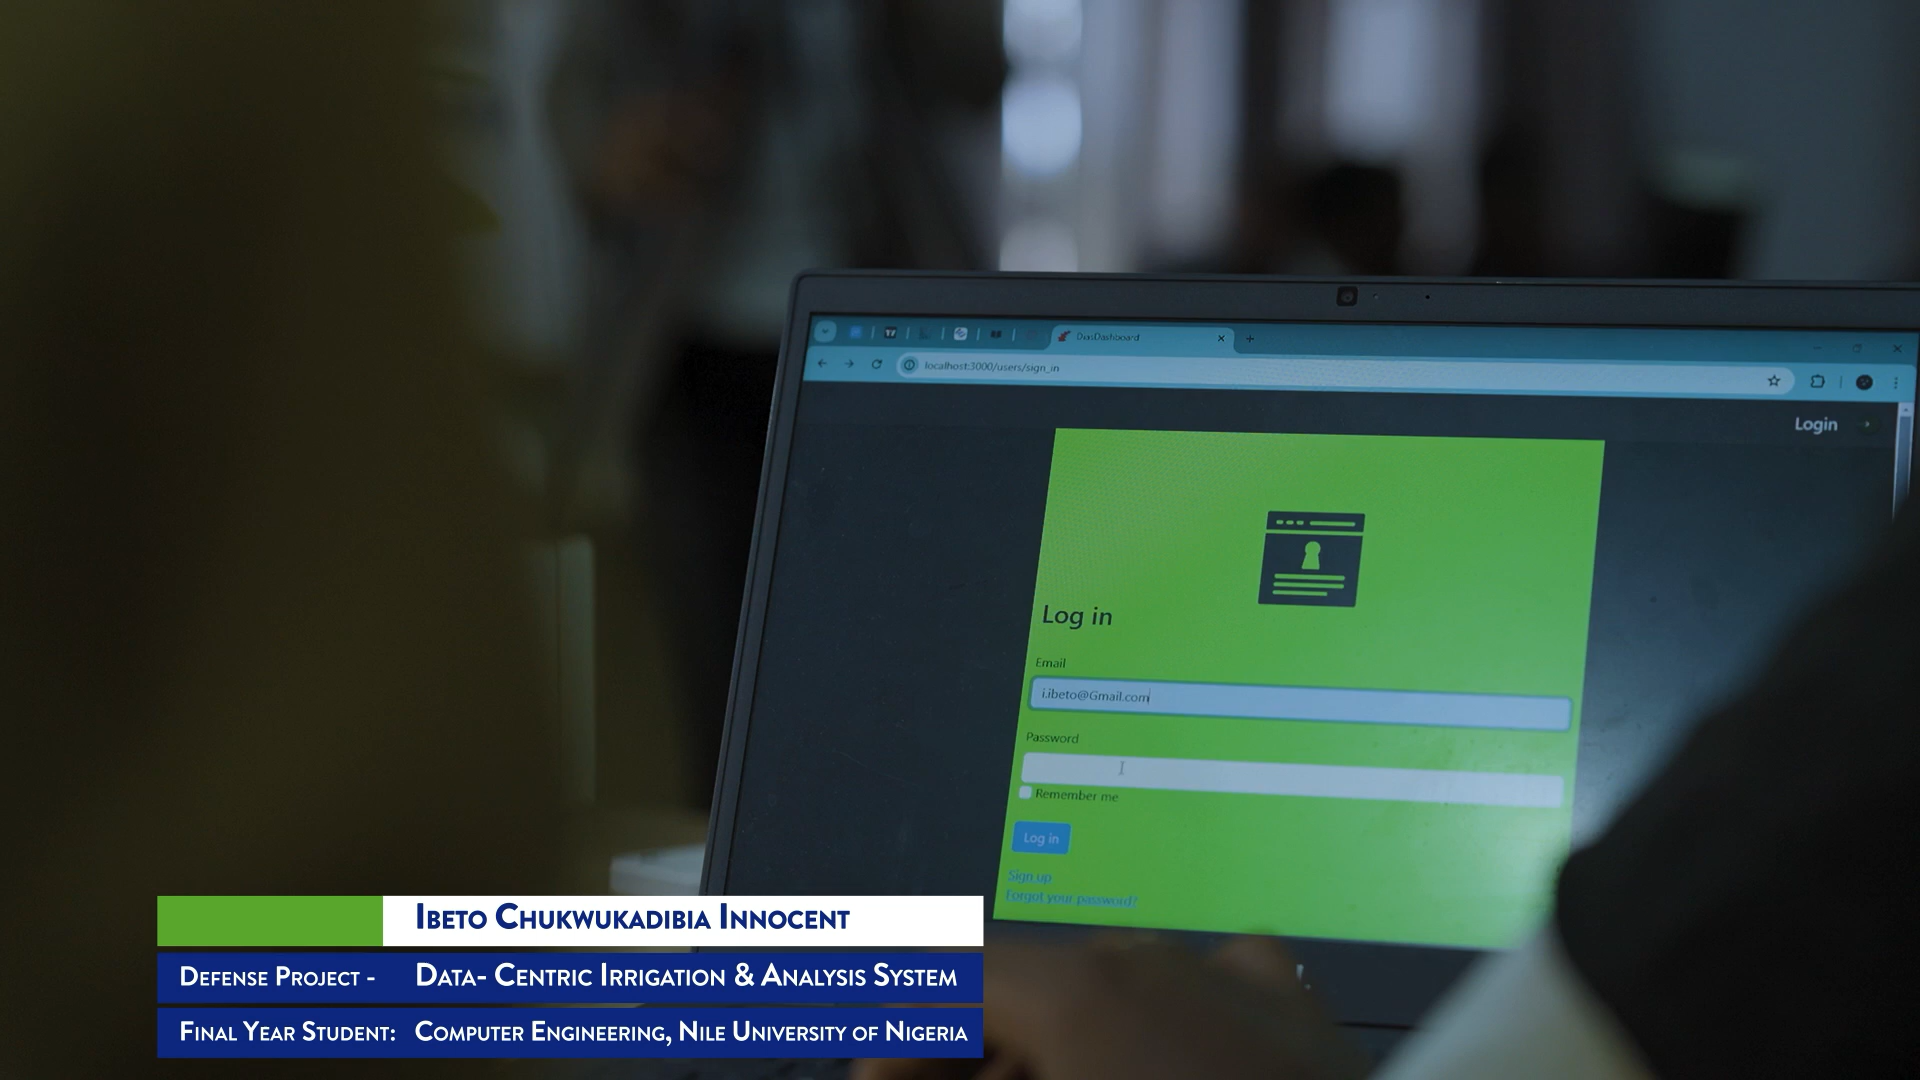 DiasDashboard
localhost:3000/users/sign_in
Login
Log in
Email
i.ibeto@Gmail.com
Password
Remember me
Log in
Sign up
Forgot your password?
Ibeto Chukwukadibia Innocent
Defense Project - Data- Centric Irrigation & Analysis System
Final Year Student: Computer Engineering, Nile University of Nigeria